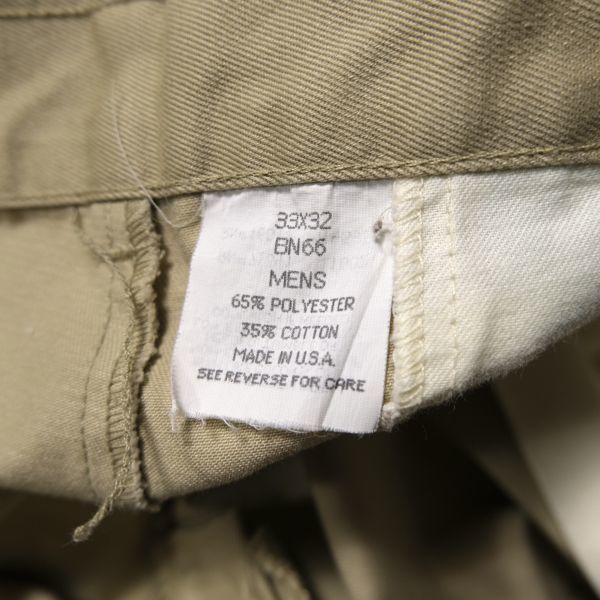 33X32
BN66
MENS
65% POLYESTER
35% COTTON
MADE IN U.S.A.
SEE REVERSE FOR CARE